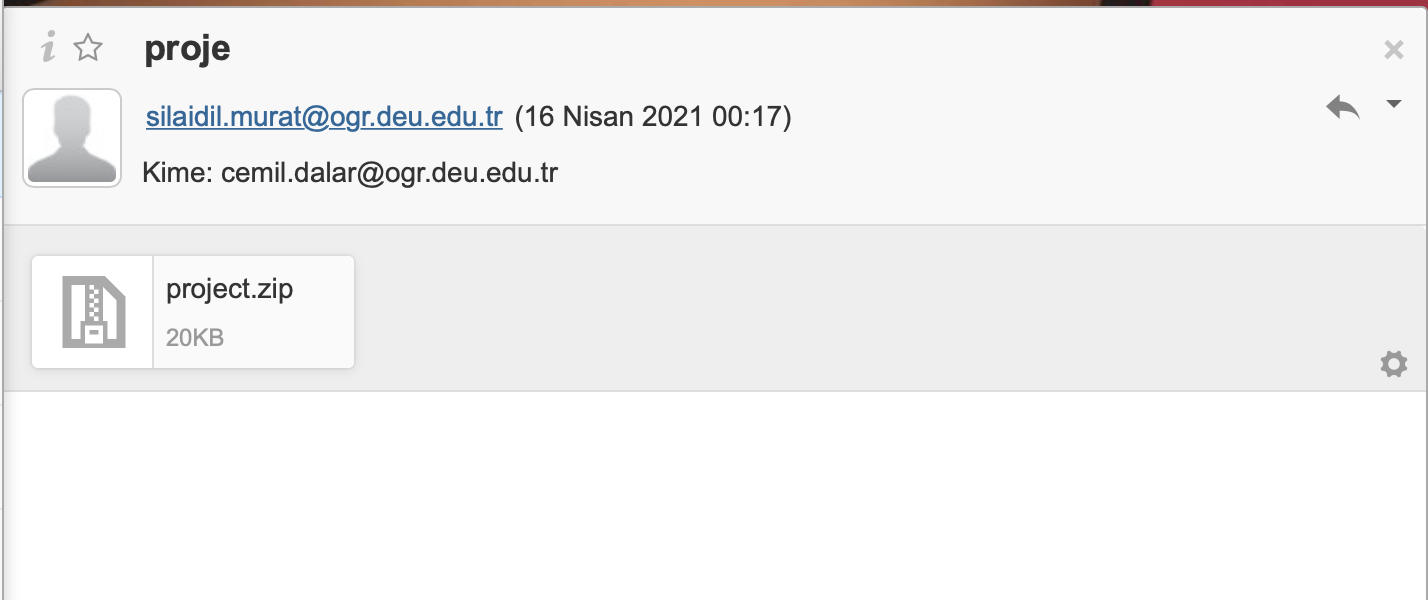 proje
silaidil.murat@ogr.deu.edu.tr (16 Nisan 2021 00:17)
Kime: cemil.dalar@ogr.deu.edu.tr
project.zip
20KB